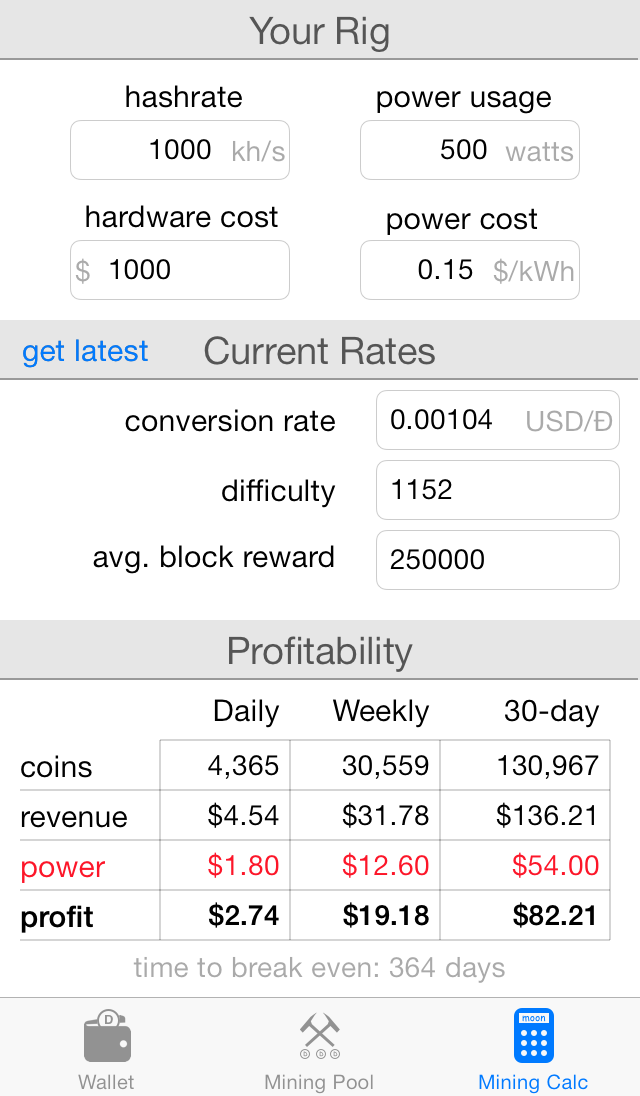 Your Rig
hashrate power usage
1000 kh/s 500 watts
hardware cost power cost
$ 1000 0.15 $/kWh
get latest Current Rates
conversion rate 0.00104 USD/Đ
difficulty 1152
avg. block reward 250000
Profitability
Daily Weekly 30-day
coins 4,365 30,559 130,967
revenue $4.54 $31.78 $136.21
power $1.80 $12.60 $54.00
profit $2.74 $19.18 $82.21
time to break even: 364 days
D moon
D D D
Wallet Mining Pool Mining Calc